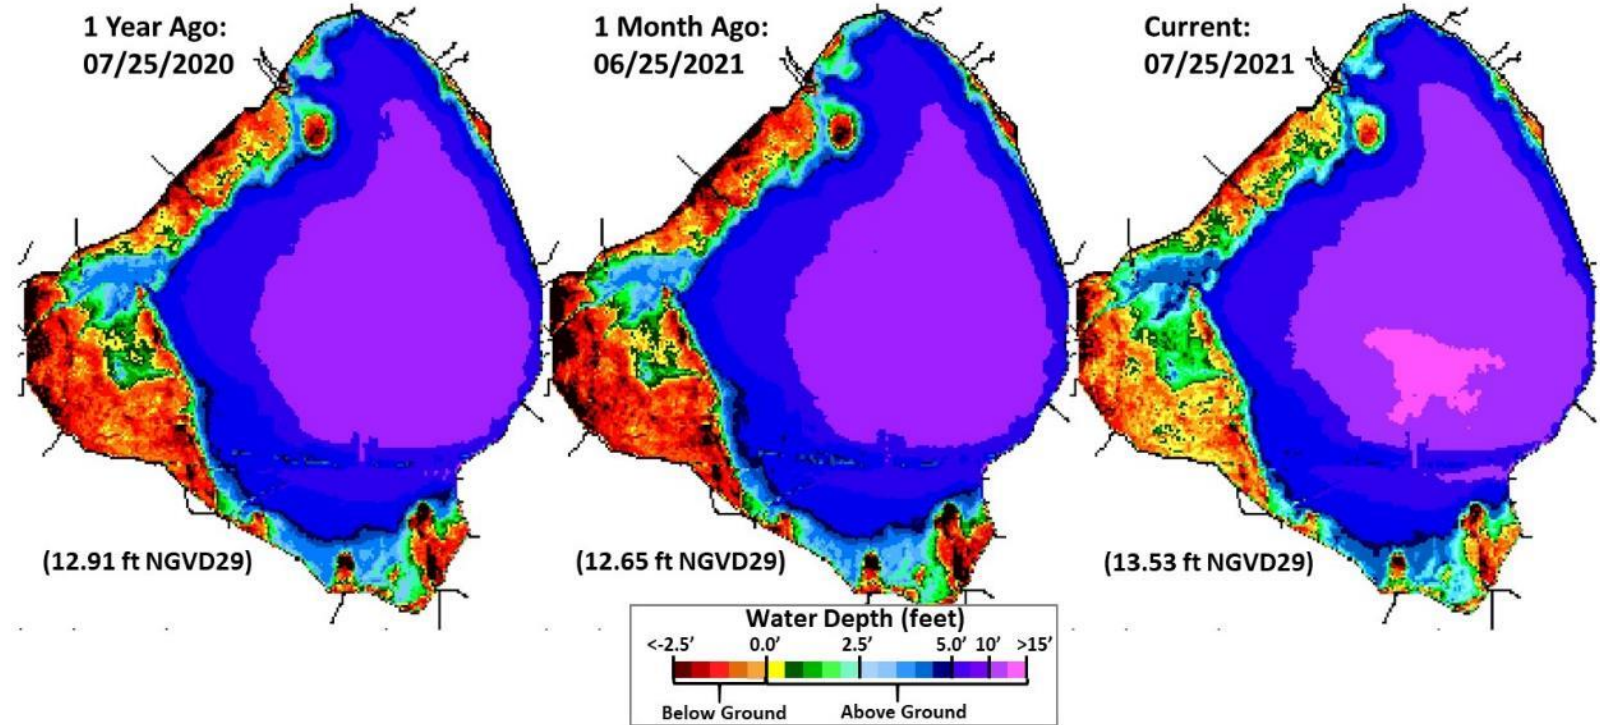 1 Year Ago:
07/25/2020
1 Month Ago:
06/25/2021
Current:
07/25/2021
(12.91 ft NGVD29)
(12.65 ft NGVD29)
(13.53 ft NGVD29)
Water Depth (feet)
<-2.5’ 0.0’ 2.5’ 5.0’ 10’ >15’
Below Ground Above Ground